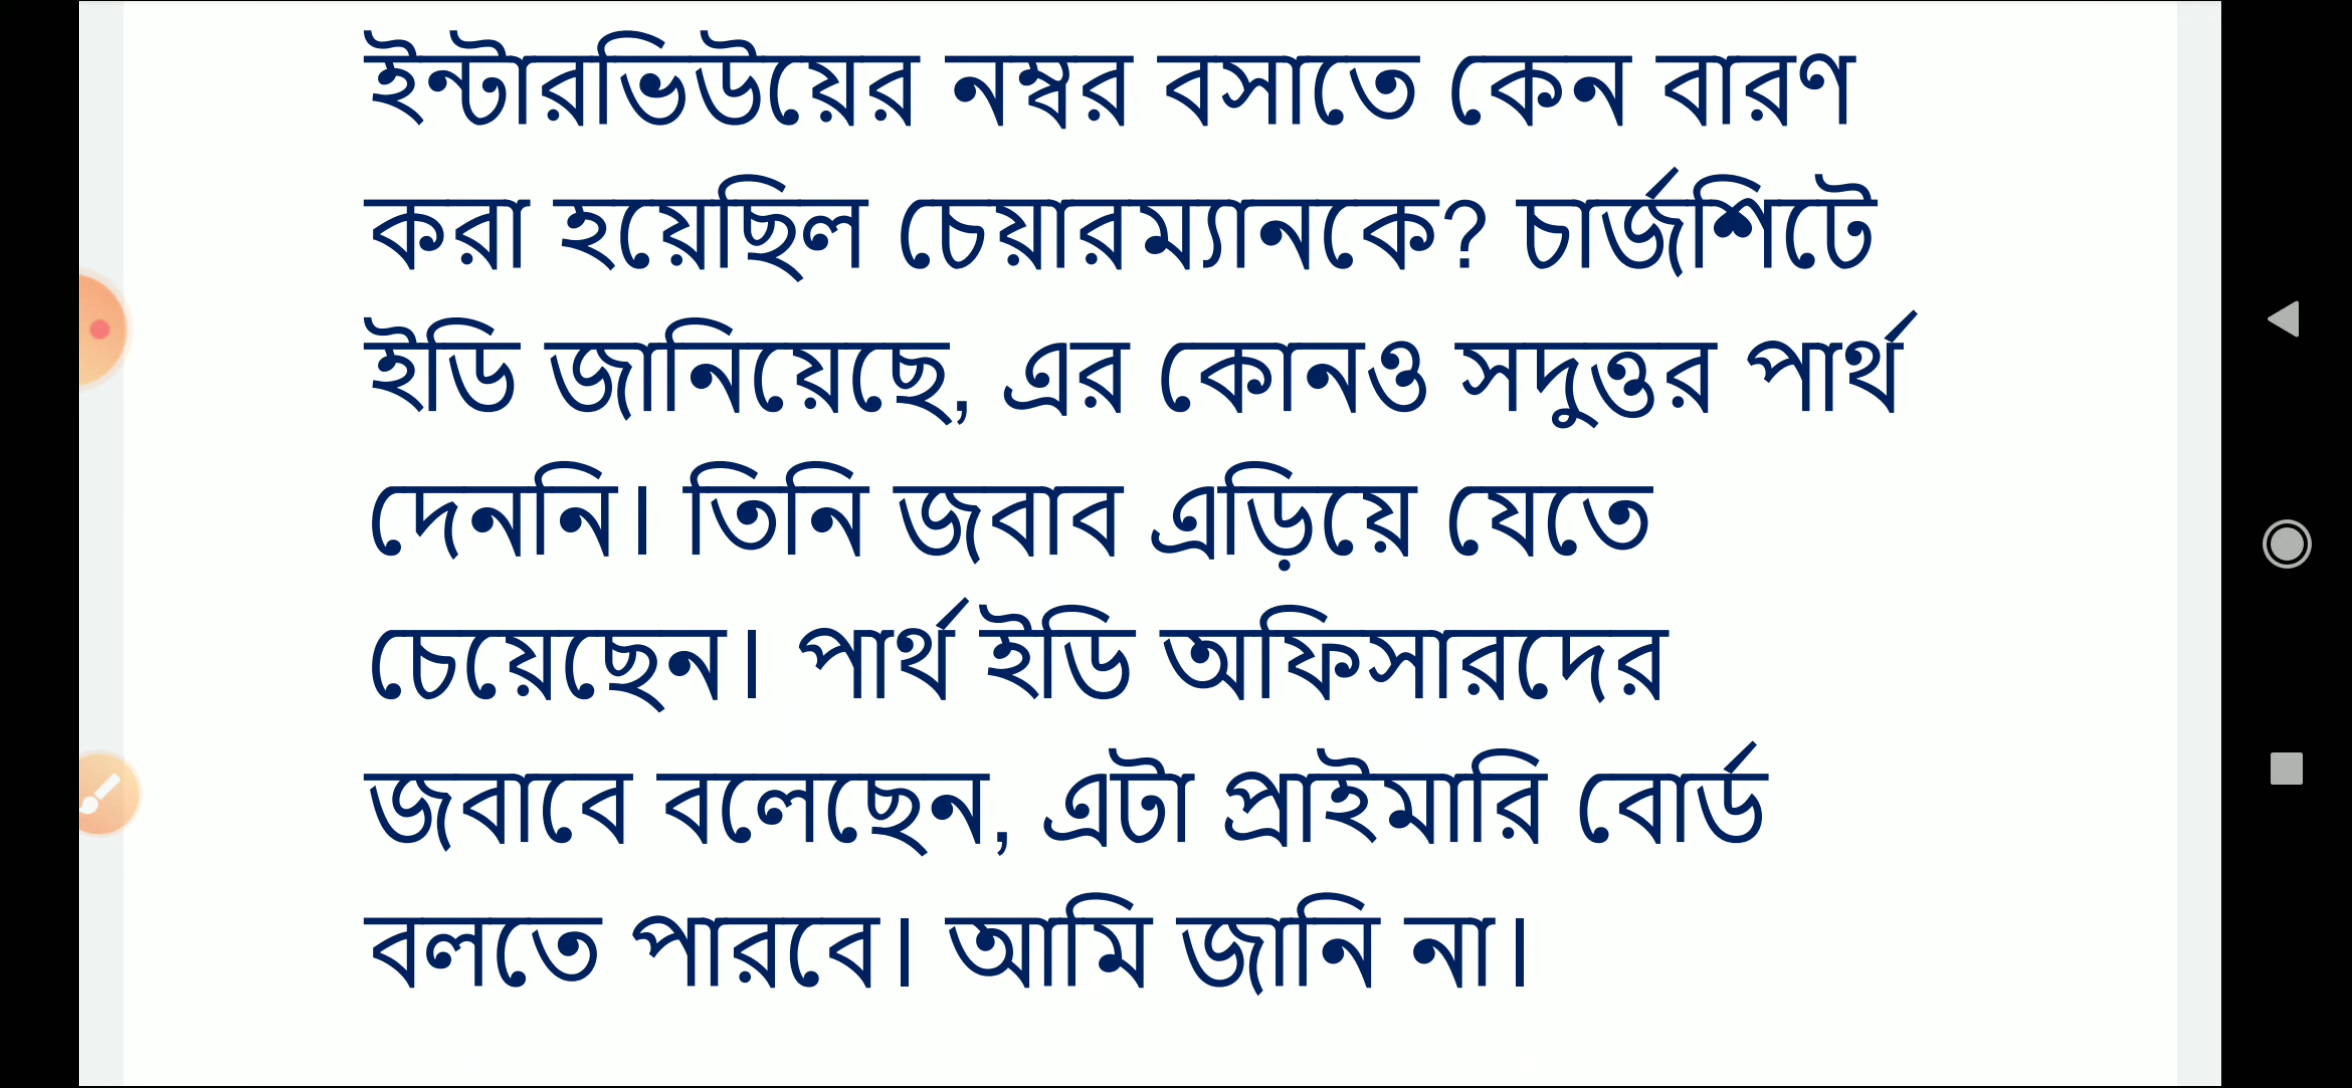 ইন্টারভিউয়ের নম্বর বসাতে কেন বারণ
করা হয়েছিল চেয়ারম্যানকে? চার্জশিটে
ইডি জানিয়েছে, এর কোনও সদুত্তর পার্থ
দেননি। তিনি জবাব এড়িয়ে যেতে
চেয়েছেন। পার্থ ইডি অফিসারদের
জবাবে বলেছেন, এটা প্রাইমারি বোর্ড
বলতে পারবে। আমি জানি না।